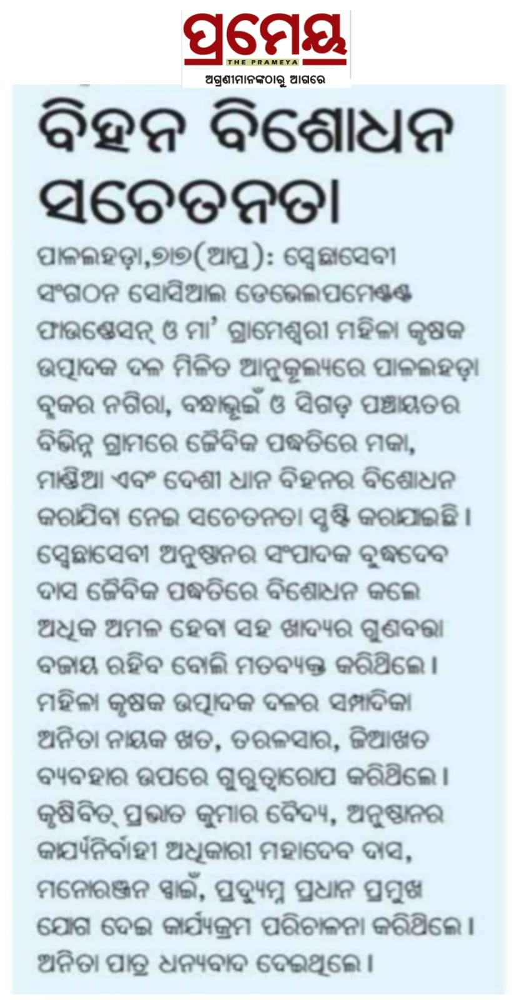 ପ୍ରମେୟ
THE PRAMEYA
ଅଗ୍ରଣୀମାନଙ୍କଠାରୁ ଆଗରେ
ବିହନ ବିଶୋଧନ
ସଚେତନତା
ପାଳଲହଡ଼ା,୭ା୭(ଆପ୍ର): ସ୍ୱେଛାସେବୀ
ସଂଗଠନ ସୋସିଆଲ ଡେଭେଲପମେଣ୍ଟଣ୍ଟ
ଫାଉଣ୍ଡେସନ୍ ଓ ମା’ ଗ୍ରାମେଶ୍ୱରୀ ମହିଳା କୃଷକ
ଉତ୍ପାଦକ ଦଳ ମିଳିତ ଆନୁକୂଲ୍ୟରେ ପାଳଲହଡ଼ା
ବ୍ଲକର ନଗିରା, ବନ୍ଧାଭୂଇଁ ଓ ସିଗଡ଼ ପଞ୍ଚାୟତର
ବିଭିନ୍ନ ଗ୍ରାମରେ ଜୈବିକ ପଦ୍ଧତିରେ ମକା,
ମାଣ୍ଡିଆ ଏବଂ ଦେଶୀ ଧାନ ବିହନର ବିଶୋଧନ
କରାଯିବା ନେଇ ସଚେତନତା ସୃଷ୍ଟି କରାଯାଇଛି ।
ସ୍ୱେଛାସେବୀ ଅନୁଷ୍ଠାନର ସଂପାଦକ ବୁଦ୍ଧଦେବ
ଦାସ ଜୈବିକ ପଦ୍ଧତିରେ ବିଶୋଧନ କଲେ
ଅଧିକ ଅମଳ ହେବା ସହ ଖାଦ୍ୟର ଗୁଣବତ୍ତା
ବଜାୟ ରହିବ ବୋଲି ମତବ୍ୟକ୍ତ କରିଥିଲେ ।
ମହିଳା କୃଷକ ଉତ୍ପାଦକ ଦଳର ସମ୍ପାଦିକା
ଅନିତା ନାୟକ ଖତ, ତରଳସାର, ଜିଆଖତ
ବ୍ୟବହାର ଉପରେ ଗୁରୁତ୍ୱାରୋପ କରିଥିଲେ ।
କୃଷିବିତ୍ ପ୍ରଭାତ କୁମାର ବୈଦ୍ୟ, ଅନୁଷ୍ଠାନର
କାର୍ଯ୍ୟନିର୍ବାହୀ ଅଧିକାରୀ ମହାଦେବ ଦାସ,
ମନୋରଞ୍ଜନ ସ୍ୱାଇଁ, ପ୍ରଦ୍ୟୁମ୍ନ ପ୍ରଧାନ ପ୍ରମୁଖ
ଯୋଗ ଦେଇ କାର୍ଯ୍ୟକ୍ରମ ପରିଚାଳନା କରିଥିଲେ ।
ଅନିତା ପାତ୍ର ଧନ୍ୟବାଦ ଦେଇଥିଲେ ।